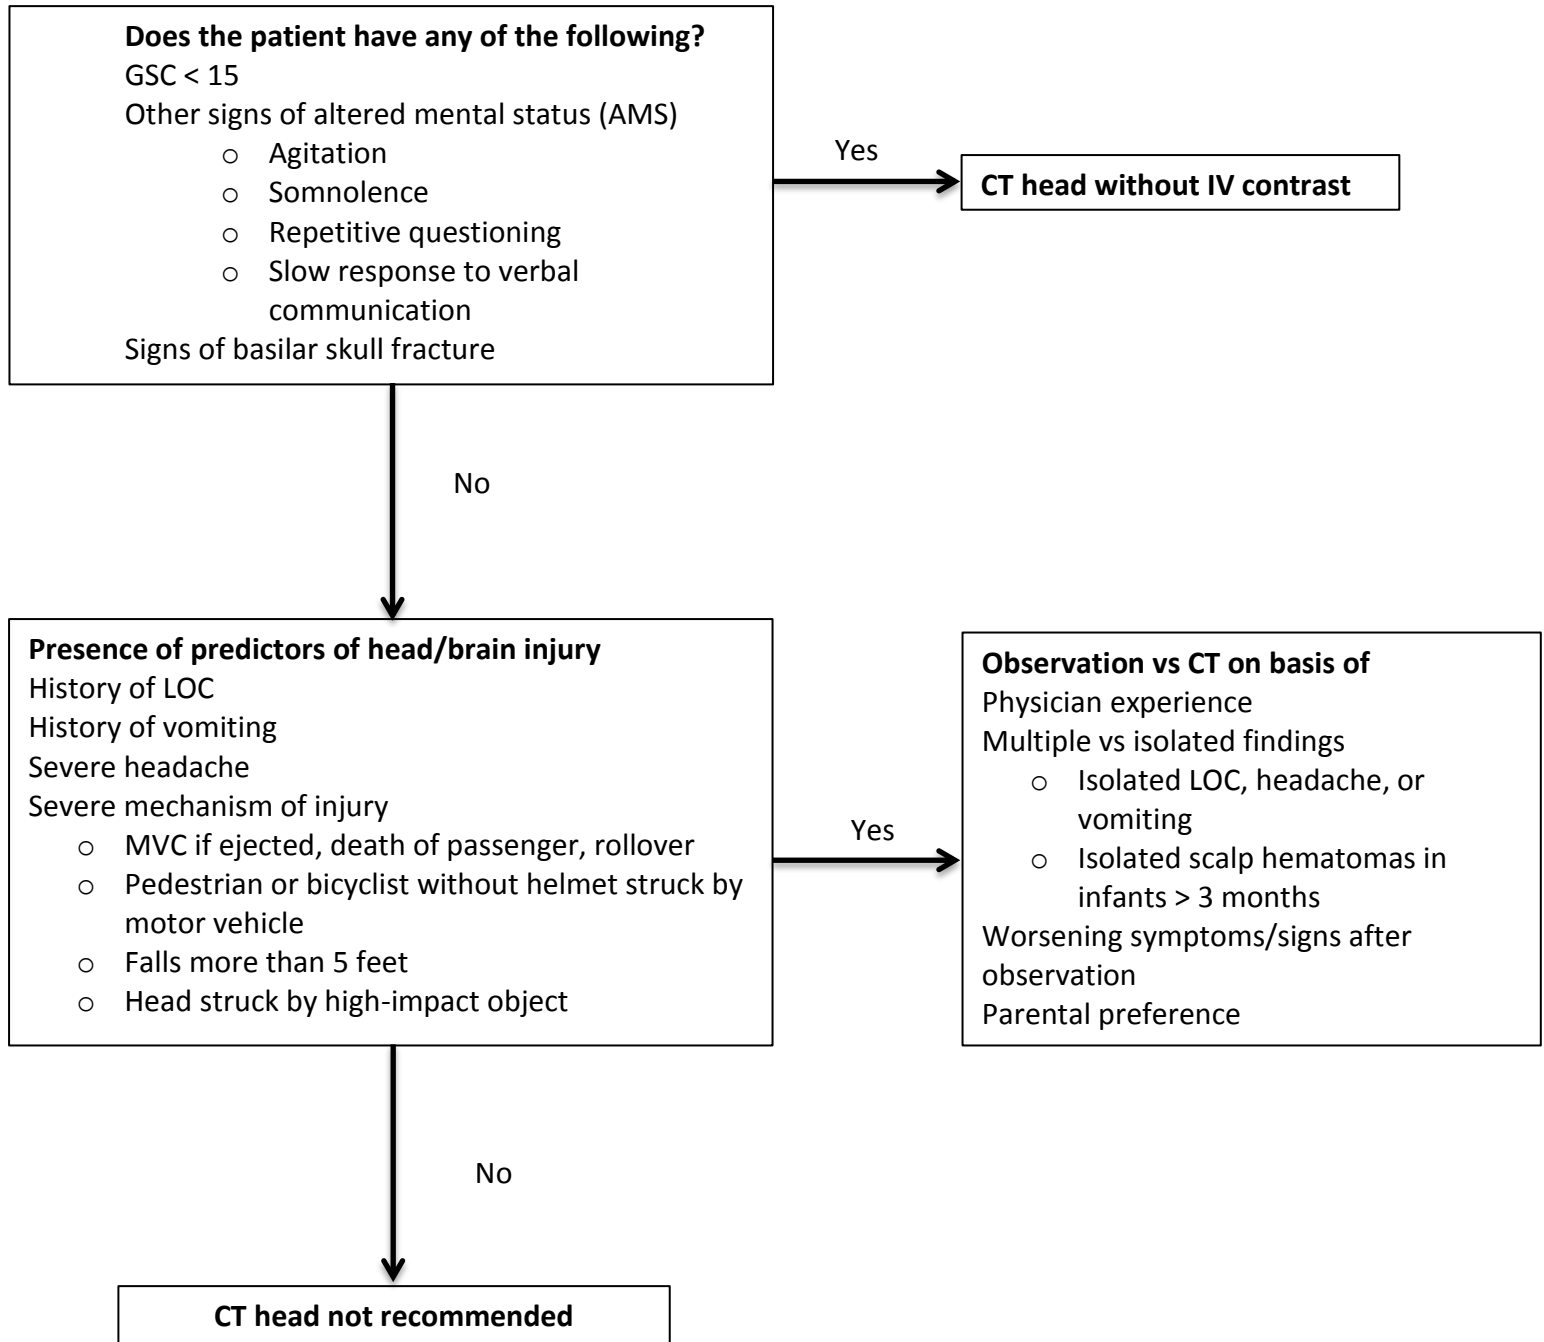 Does the patient have any of the following?
GSC < 15
Other signs of altered mental status (AMS)
o Agitation
o Somnolence
o Repetitive questioning
o Slow response to verbal
communication
Signs of basilar skull fracture
Yes
CT head without IV contrast
No
Presence of predictors of head/brain injury
History of LOC
History of vomiting
Severe headache
Severe mechanism of injury
o MVC if ejected, death of passenger, rollover
o Pedestrian or bicyclist without helmet struck by
motor vehicle
o Falls more than 5 feet
o Head struck by high-impact object
Yes
Observation vs CT on basis of
Physician experience
Multiple vs isolated findings
o Isolated LOC, headache, or
vomiting
o Isolated scalp hematomas in
infants > 3 months
Worsening symptoms/signs after
observation
Parental preference
No
CT head not recommended